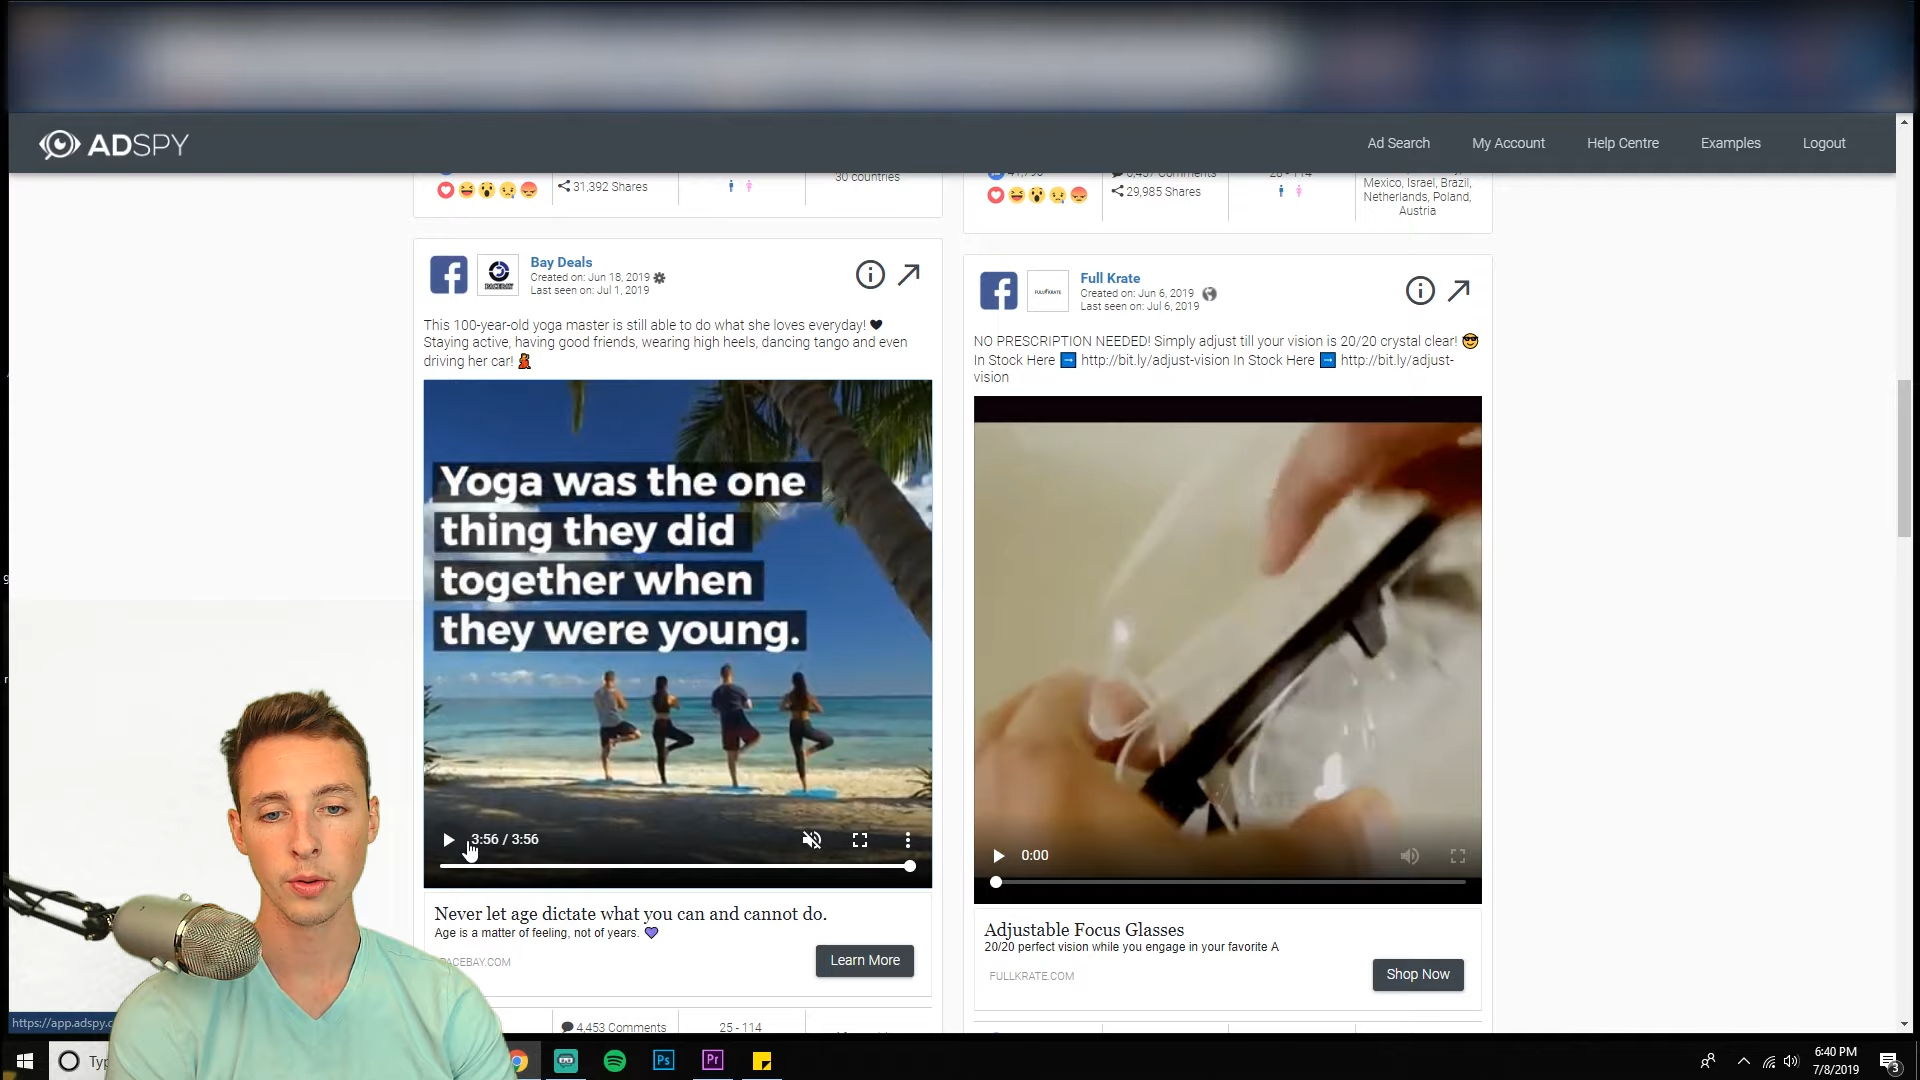 ADSPY
Ad Search
My Account
Help Centre
Examples
Logout
31,392 Shares
30 countries
29,985 Shares
Mexico, Israel, Brazil,
Netherlands, Poland,
Austria
Bay Deals
Created on: Jun 18, 2019
Last seen on: Jul 1, 2019
This 100-year-old yoga master is still able to do what she loves everyday!
Staying active, having good friends, wearing high heels, dancing tango and even
driving her car!
Yoga was the one
thing they did
together when
they were young.
3:56 / 3:56
Never let age dictate what you can and cannot do.
Age is a matter of feeling, not of years.
Learn More
4,453 Comments
25 - 114
Full Krate
Created on: Jun 6, 2019
Last seen on: Jul 6, 2019
NO PRESCRIPTION NEEDED! Simply adjust till your vision is 20/20 crystal clear!
In Stock Here http://bit.ly/adjust-vision In Stock Here http://bit.ly/adjust-
vision
0:00
Adjustable Focus Glasses
20/20 perfect vision while you engage in your favorite A
FULLKRATE.COM
Shop Now
https://app.adspy.c
Ps
Pr
6:40 PM
7/8/2019
3